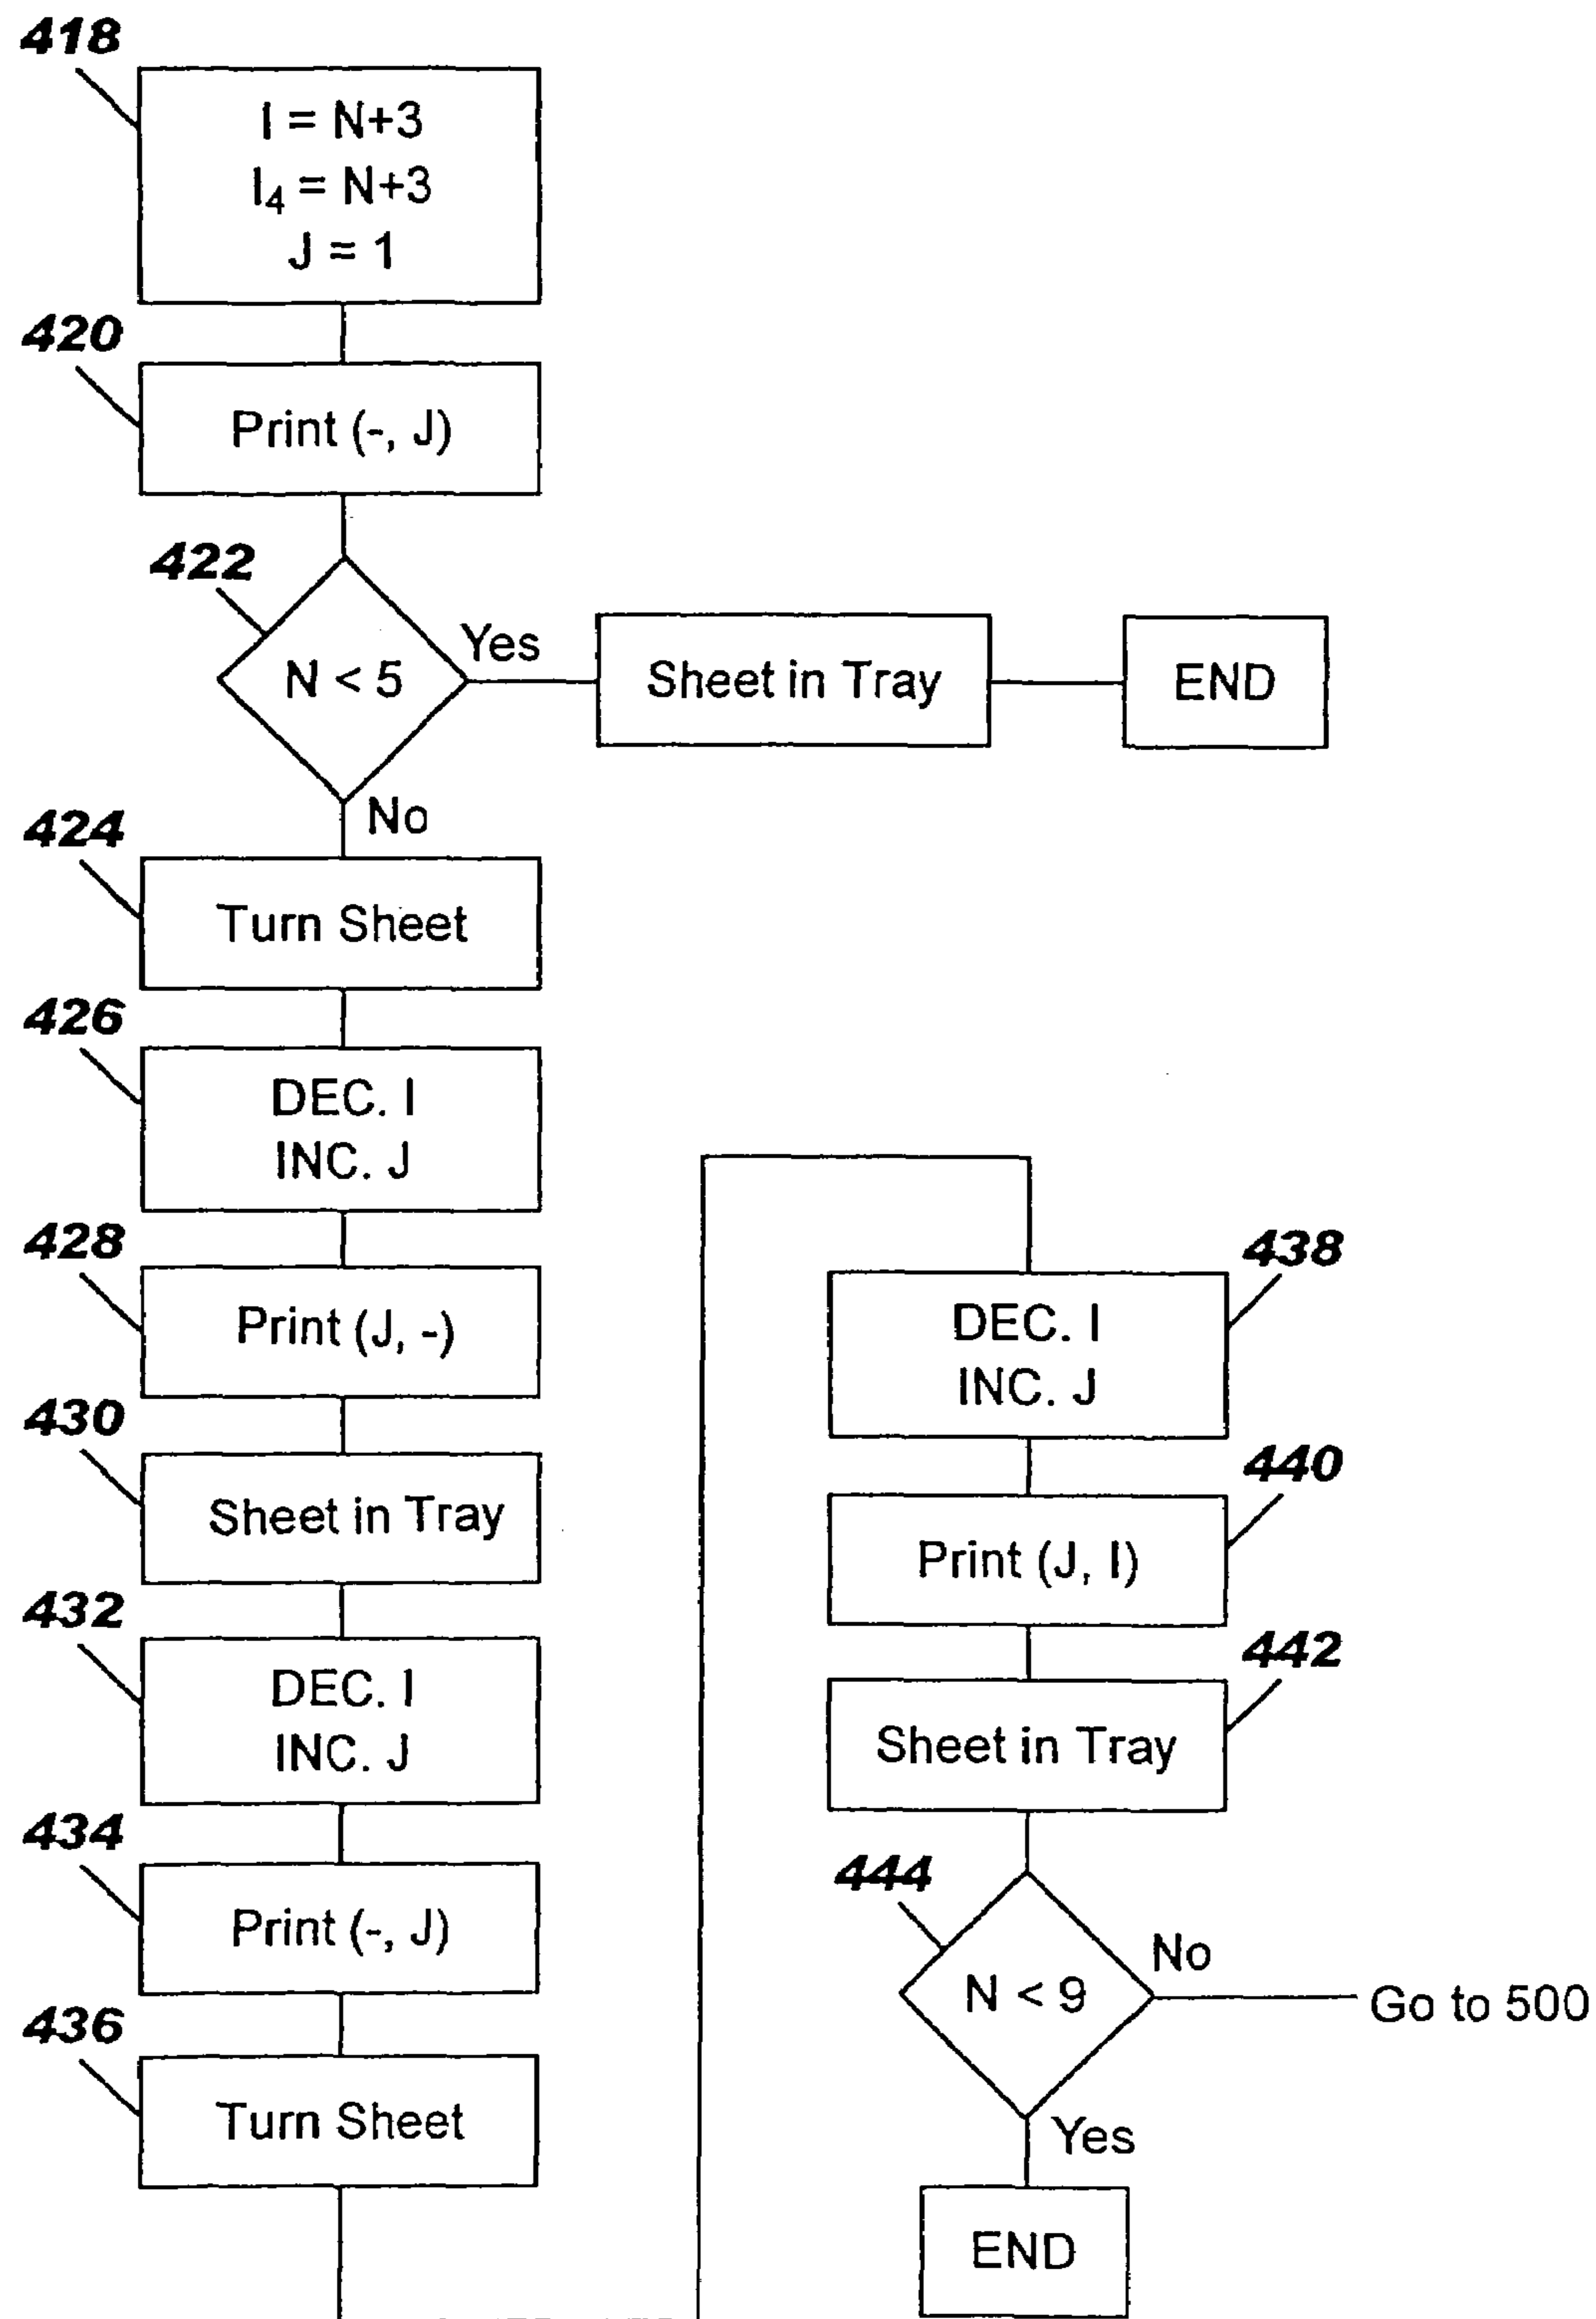 418
I = N+3
I₄ = N+3
J = 1
420
Print (-, J)
422
N < 5
Yes
Sheet in Tray
END
No
424
Turn Sheet
426
DEC. I
INC. J
428
Print (J, -)
430
Sheet in Tray
432
DEC. I
INC. J
434
Print (-, J)
436
Turn Sheet
438
DEC. I
INC. J
440
Print (J, I)
442
Sheet in Tray
444
N < 9
No
Go to 500
Yes
END